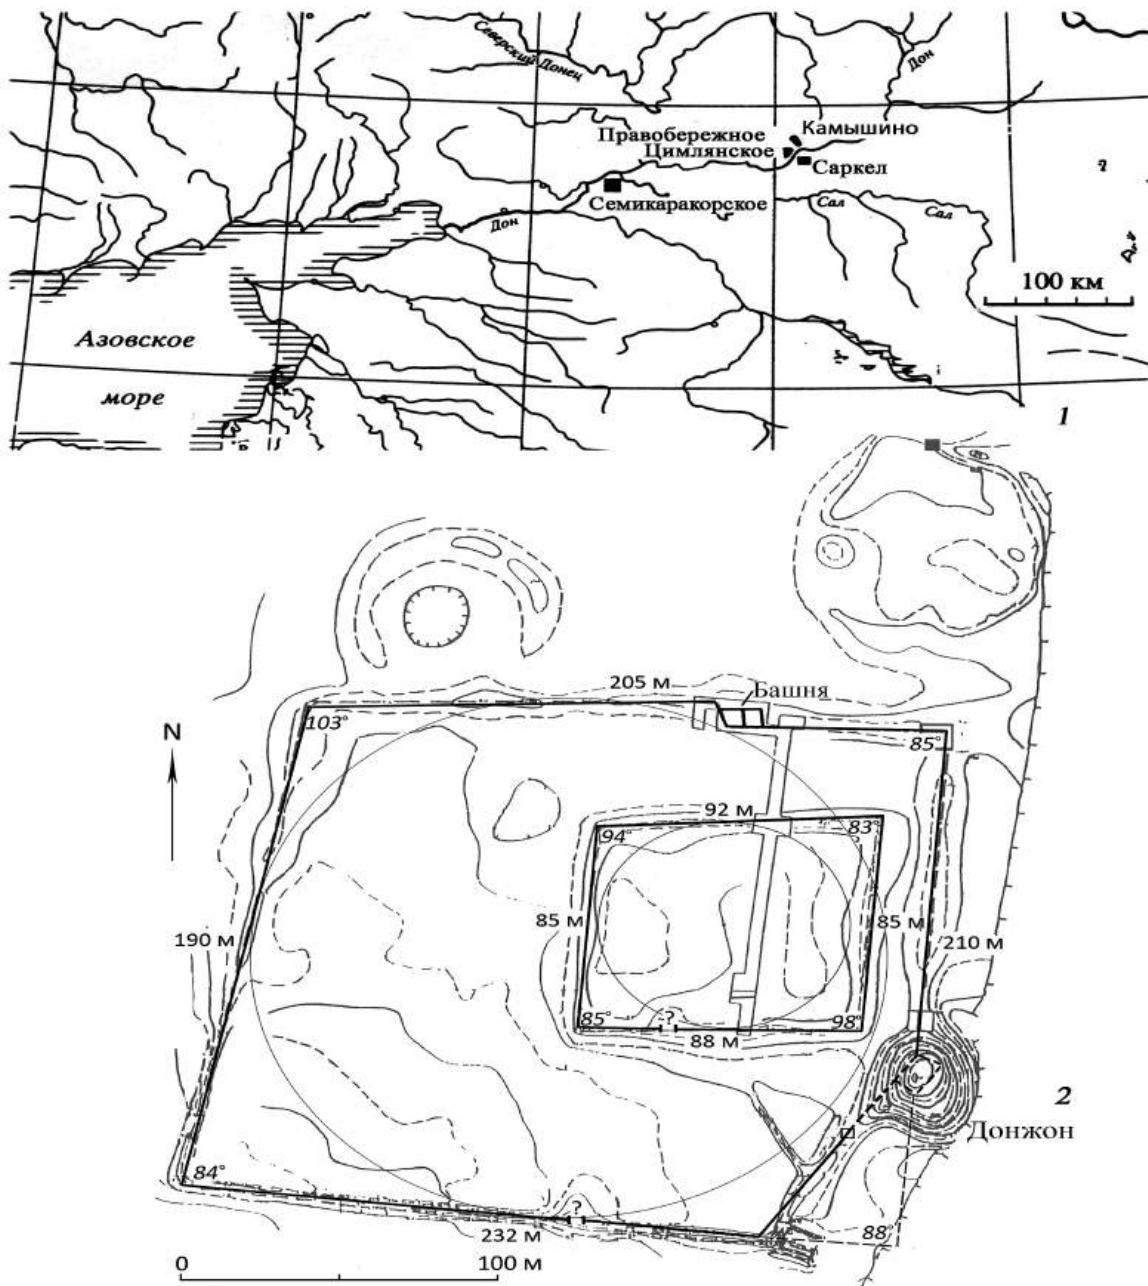 Северский Донец
Дон
Камышино
Правобережное
Цимлянское
Саркел
Семикаракорское
Дон
Сал
Сал
100 км
Азовское
море
1
205 м
Башня
103°
85°
N
92 м
94°
83°
85 м
85 м
190 м
210 м
85°
?
98°
88 м
2
Донжон
84°
?
88°
232 м
0
100 м